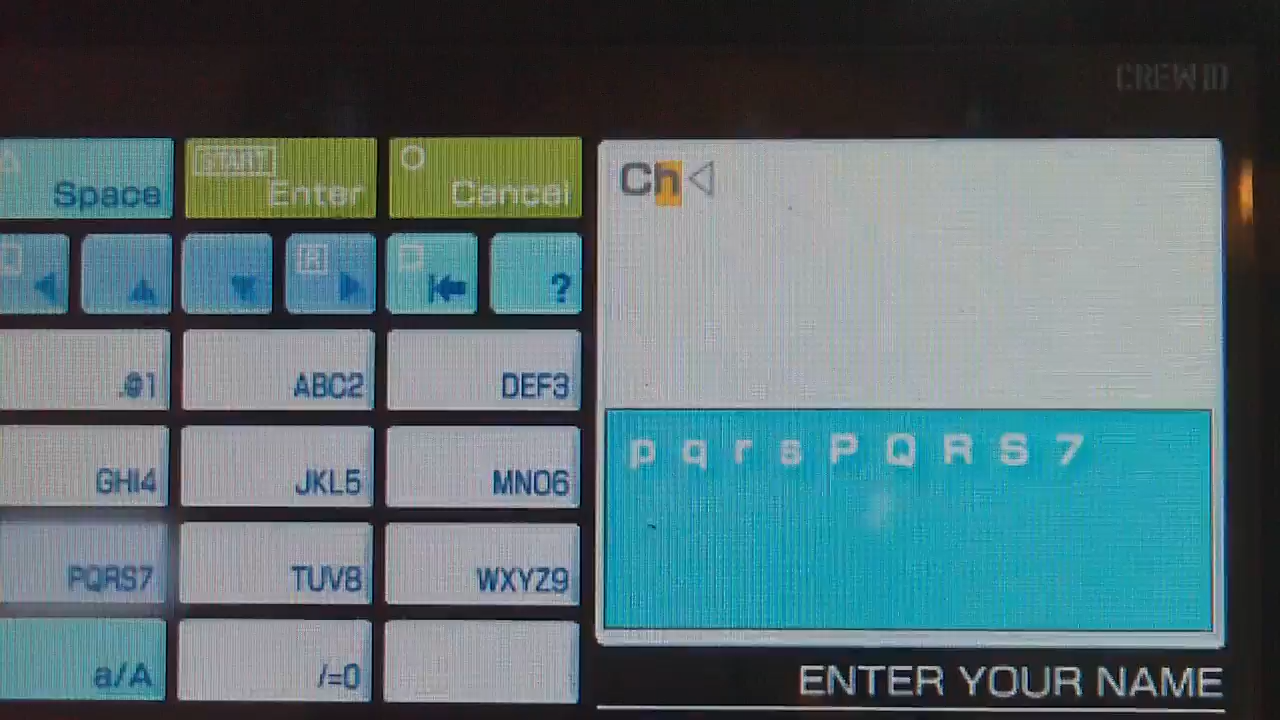 CREW ID
Space
START
Enter
Cancel
R
?
.@1
ABC2
DEF3
GHI4
JKL5
MNO6
PQRS7
TUV8
WXYZ9
a/A
/=0
Ch
p q r s P Q R S 7
ENTER YOUR NAME